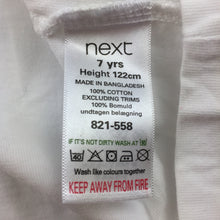 next
7 yrs
Height 122cm
MADE IN BANGLADESH
100% COTTON
EXCLUDING TRIMS
100% Bomuld
undtagen belægning
821-558
IF IT'S NOT DIRTY WASH AT 30°
40
Wash like colours together
KEEP AWAY FROM FIRE